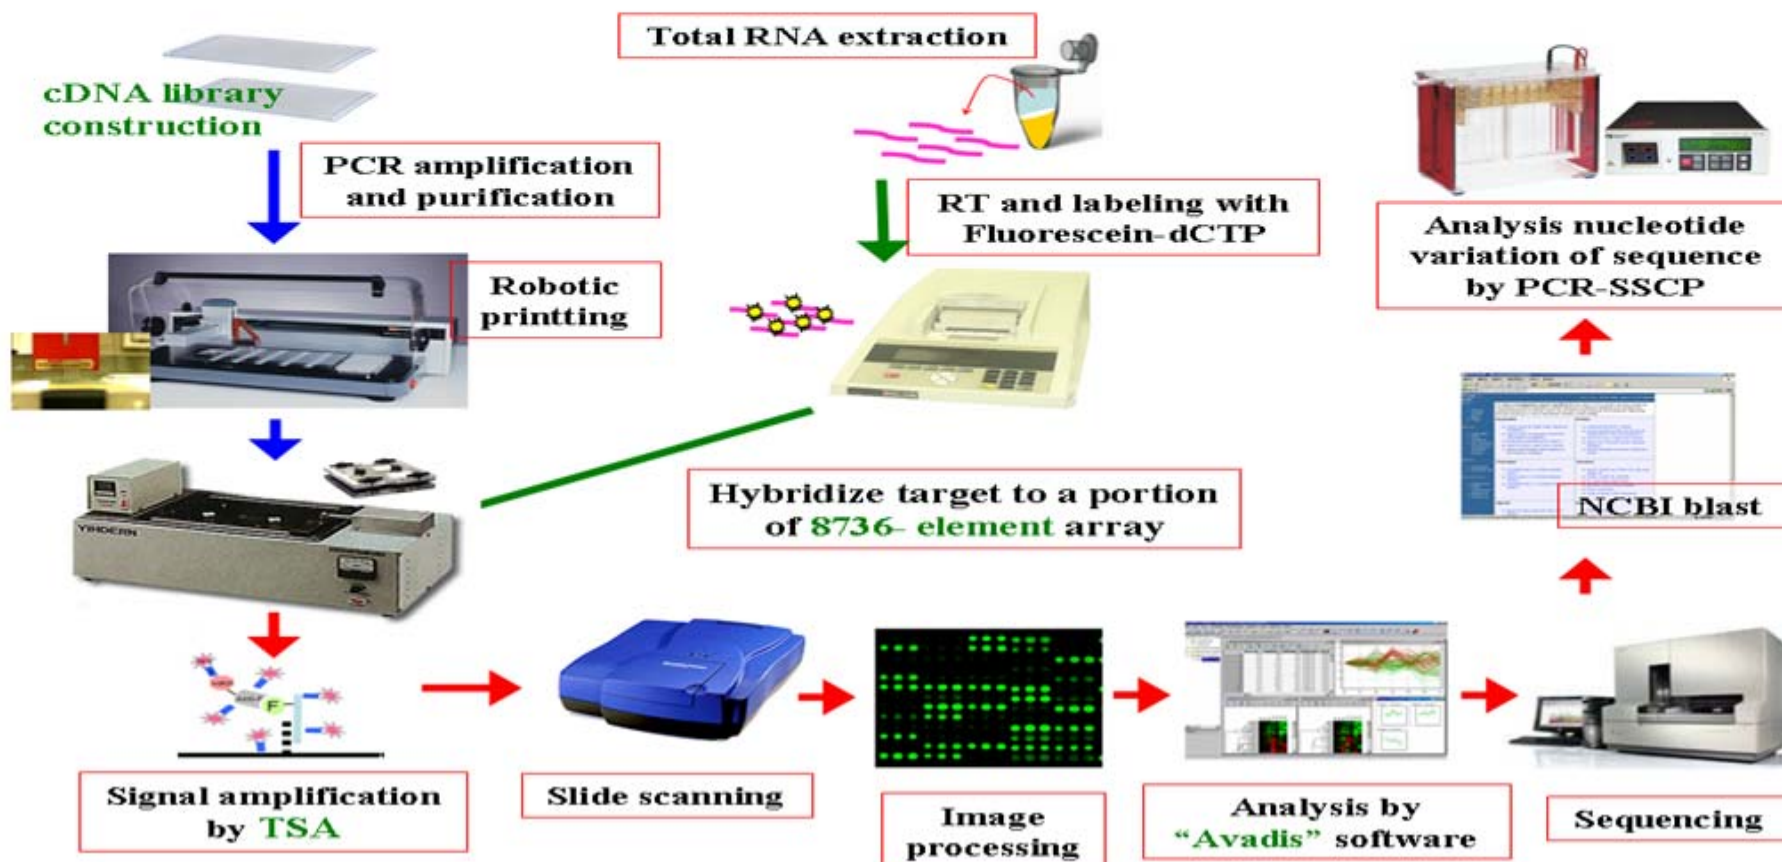 cDNA library
construction
PCR amplification
and purification
Robotic
printting
Total RNA extraction
RT and labeling with
Fluorescein-dCTP
Hybridize target to a portion
of 8736- element array
YIHDERN
F
Signal amplification
by TSA
Slide scanning
Image
processing
Analysis by
“Avadis” software
Sequencing
NCBI blast
Analysis nucleotide
variation of sequence
by PCR-SSCP